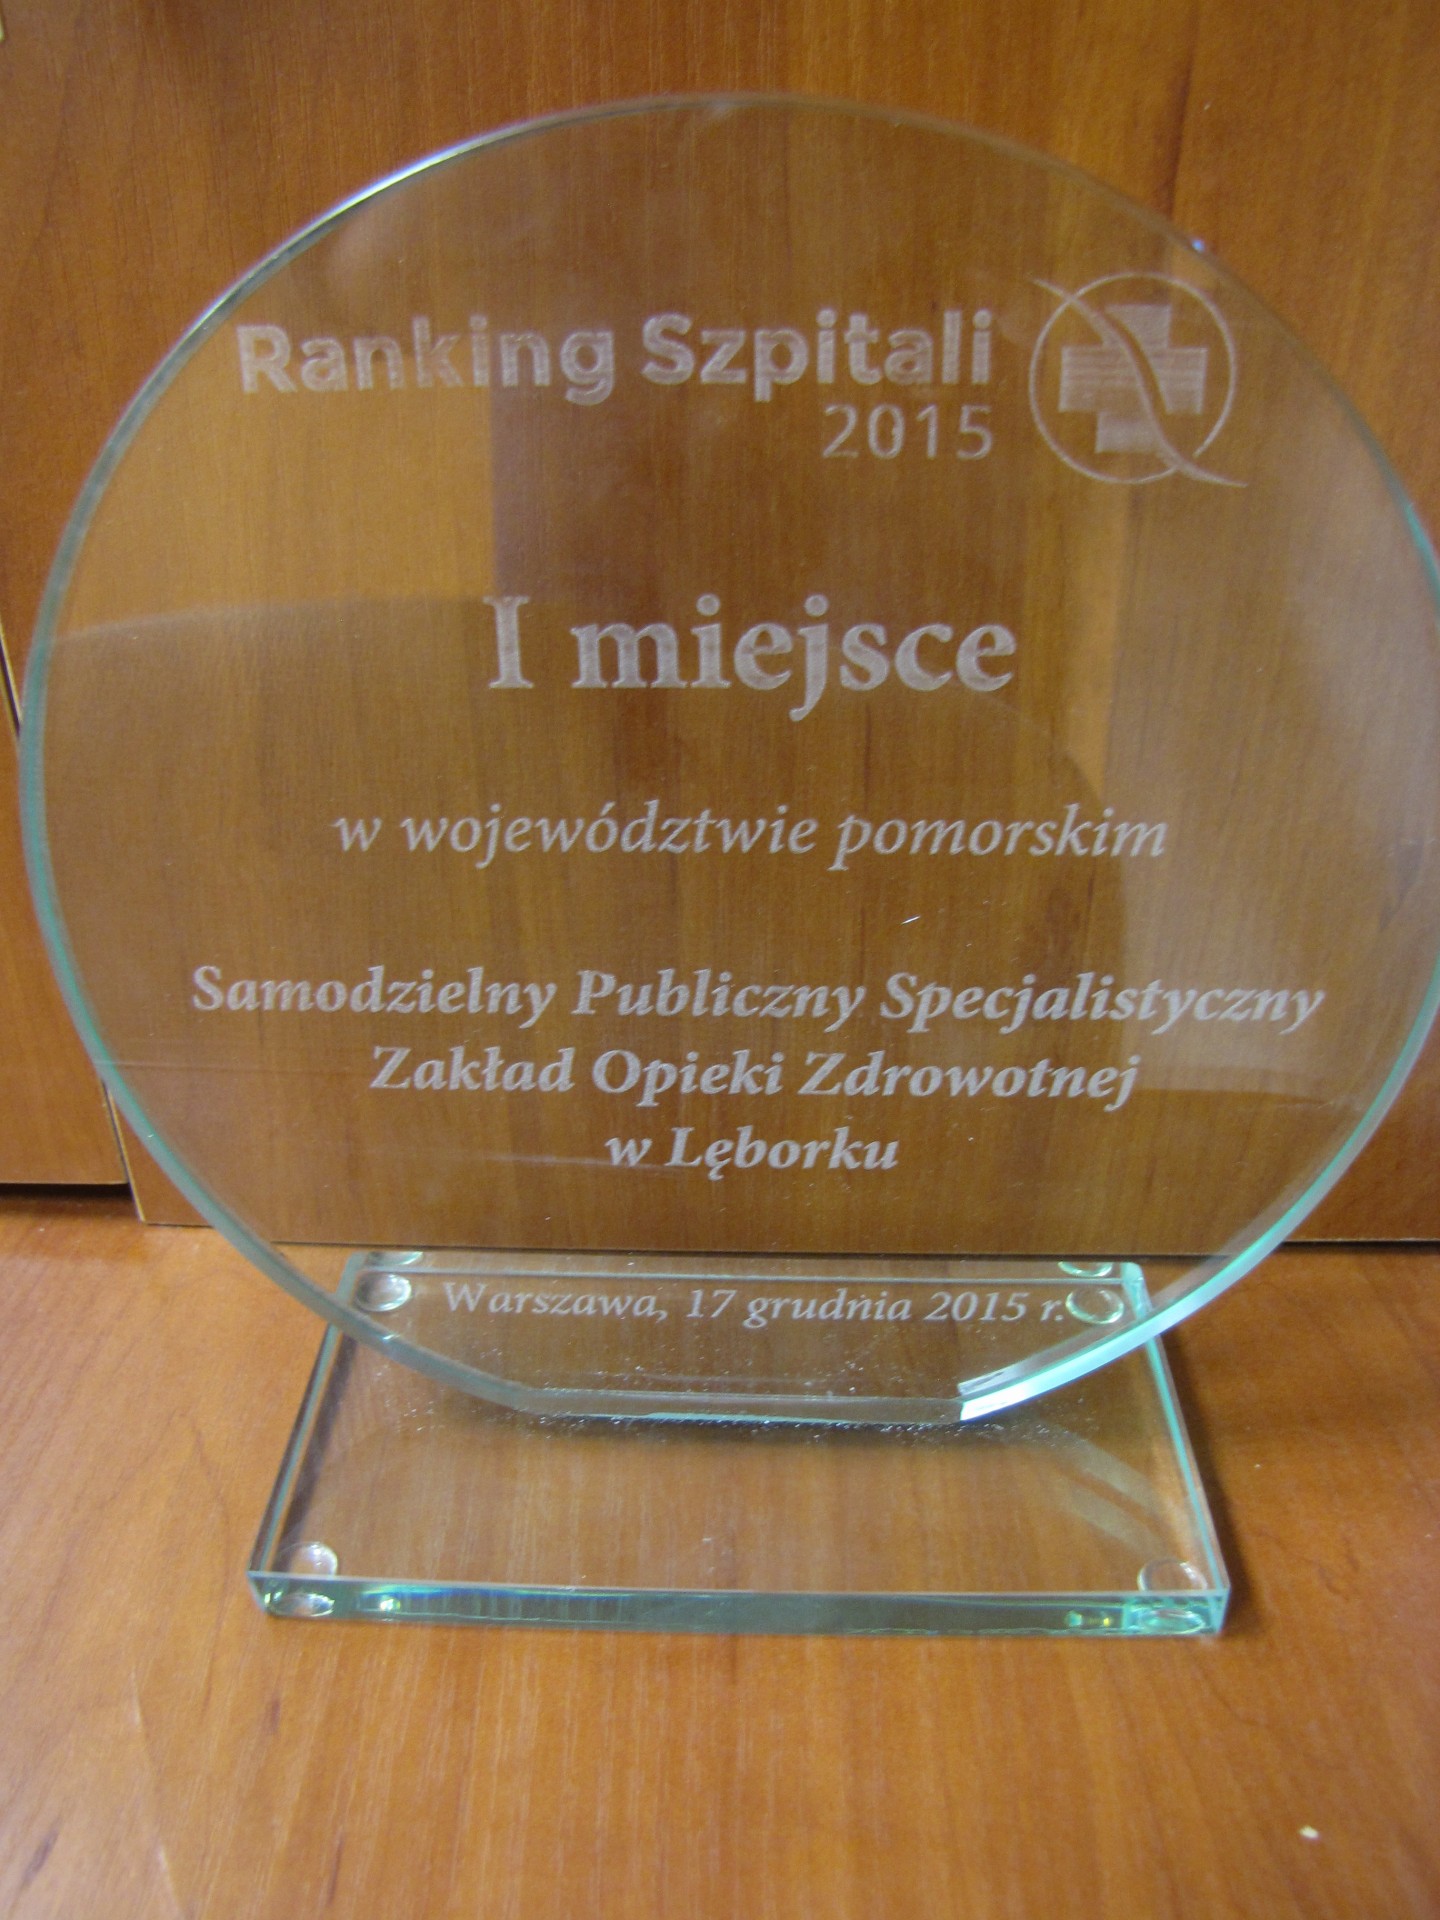 Ranking Szpitali
2015
I miejsce
w województwie pomorskim
Samodzielny Publiczny Specjalistyczny
Zakład Opieki Zdrowotnej
w Lęborku
Warszawa, 17 grudnia 2015 r.